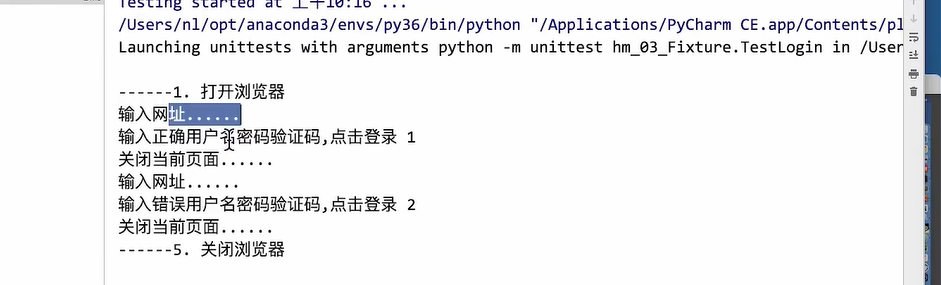 Testing started at 上午10:16 ...
/Users/nl/opt/anaconda3/envs/py36/bin/python "/Applications/PyCharm CE.app/Contents/pl
Launching unittests with arguments python -m unittest hm_03_Fixture.TestLogin in /User
------1. 打开浏览器
输入网址......
输入正确用户名密码验证码,点击登录 1
关闭当前页面......
输入网址......
输入错误用户名密码验证码,点击登录 2
关闭当前页面......
------5. 关闭浏览器